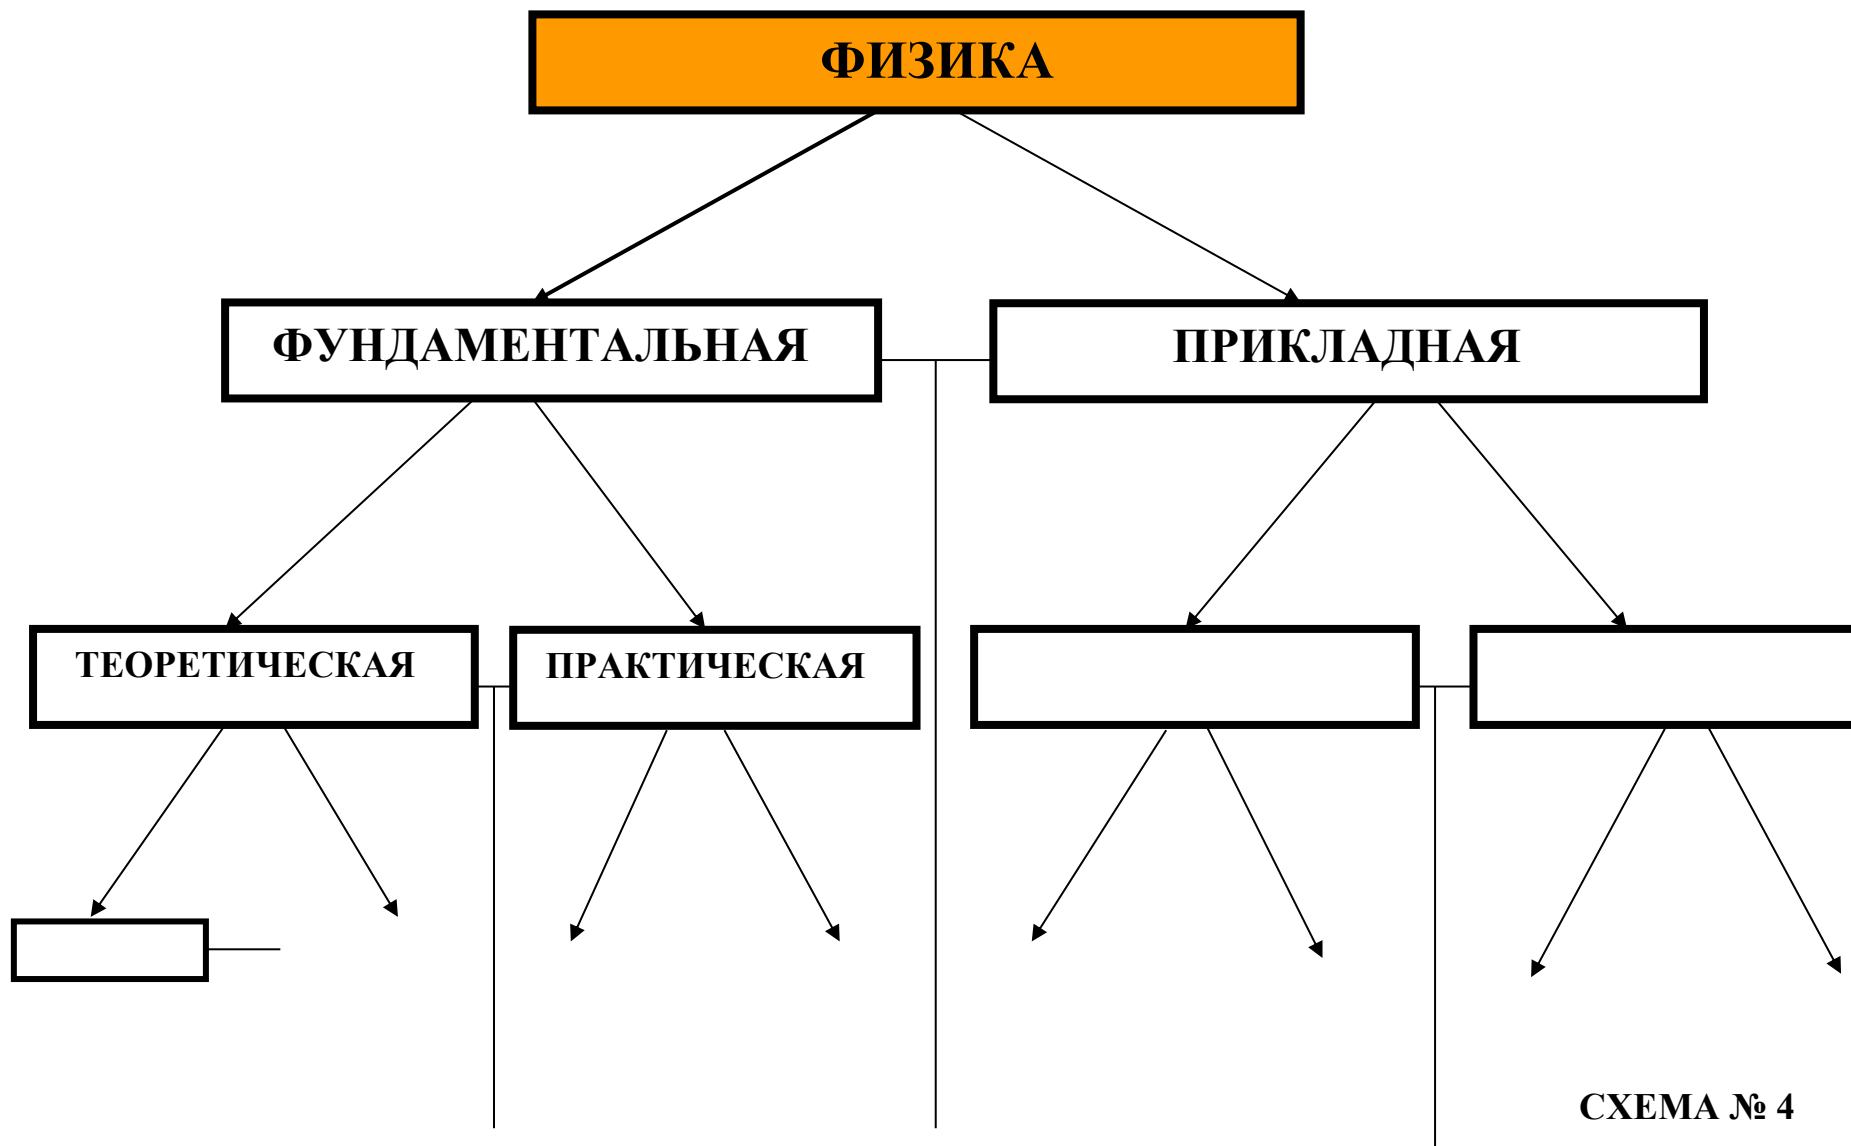 ФИЗИКА
ФУНДАМЕНТАЛЬНАЯ
ПРИКЛАДНАЯ
ТЕОРЕТИЧЕСКАЯ
ПРАКТИЧЕСКАЯ
СХЕМА № 4